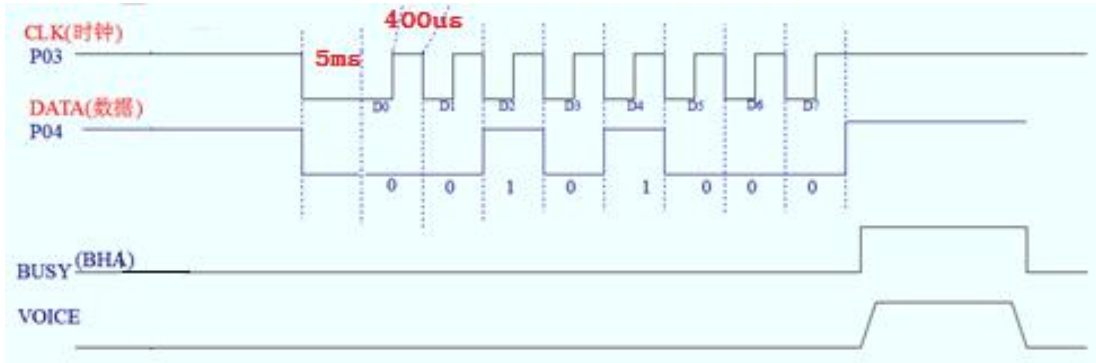 400us
CLK(时钟)
P03
5ms
D0 D1 D2 D3 D4 D5 D6 D7
DATA(数据)
P04
0 0 1 0 1 0 0 0
BUSY (BHA)
VOICE